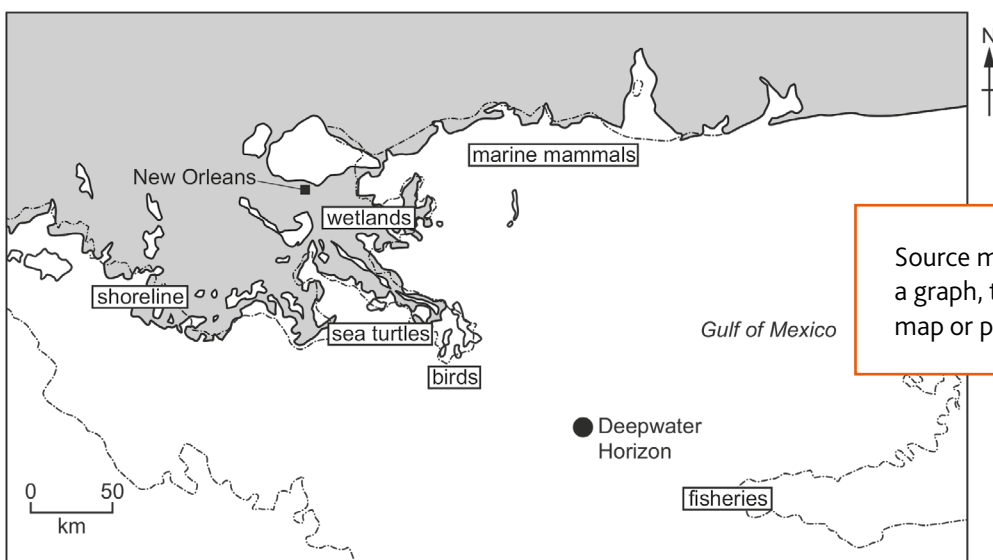 N
marine mammals
New Orleans
wetlands
Source m
a graph, t
map or p
shoreline
sea turtles
Gulf of Mexico
birds
Deepwater
Horizon
0 50
km
fisheries